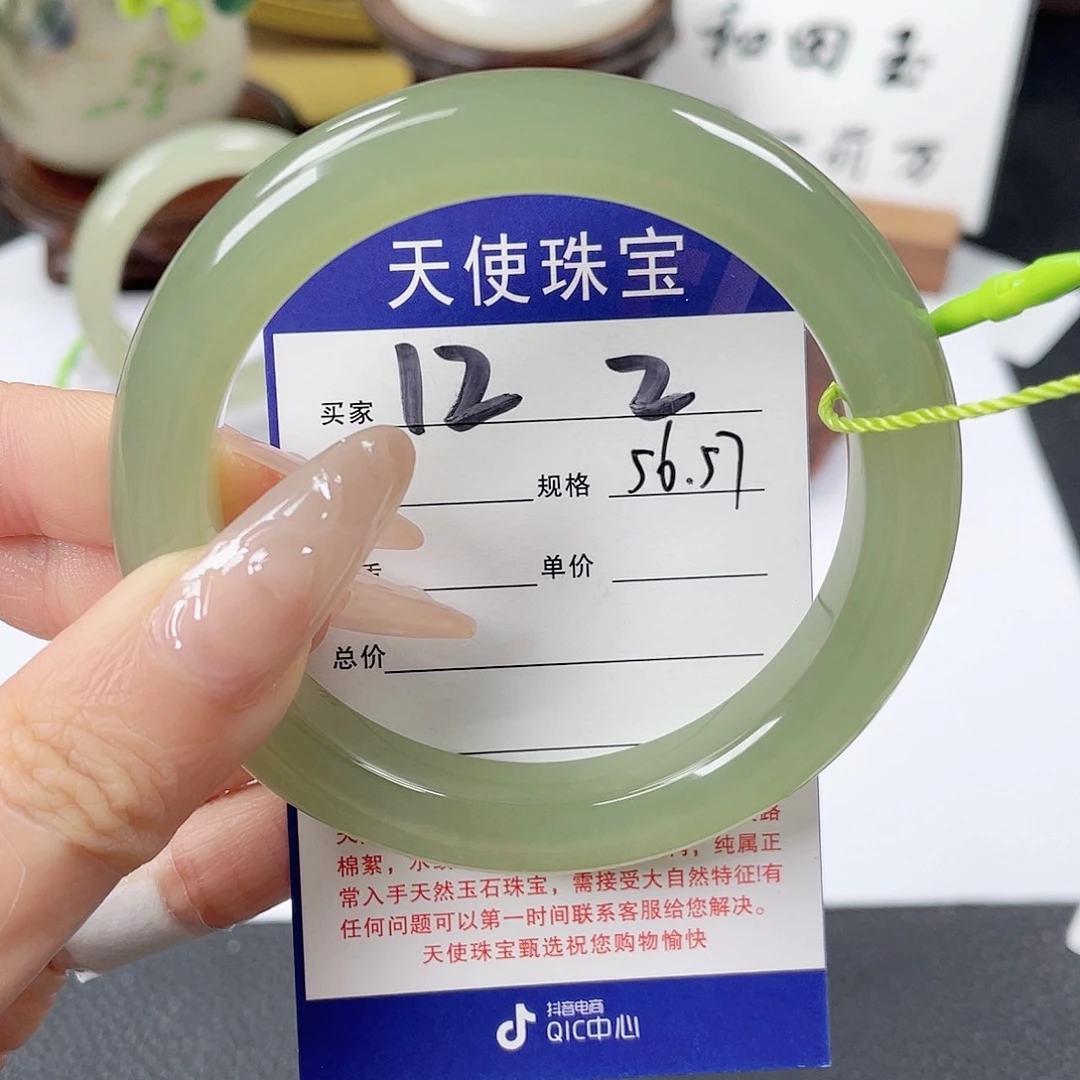 和田玉
万
天使珠宝
买家 12 2
规格 56.57
单价
总价
棉絮，
纯属正
常入手天然玉石珠宝，需接受大自然特征!有
任何问题可以第一时间联系客服给您解决。
天使珠宝甄选祝您购物愉快
抖音电商
QIC中心